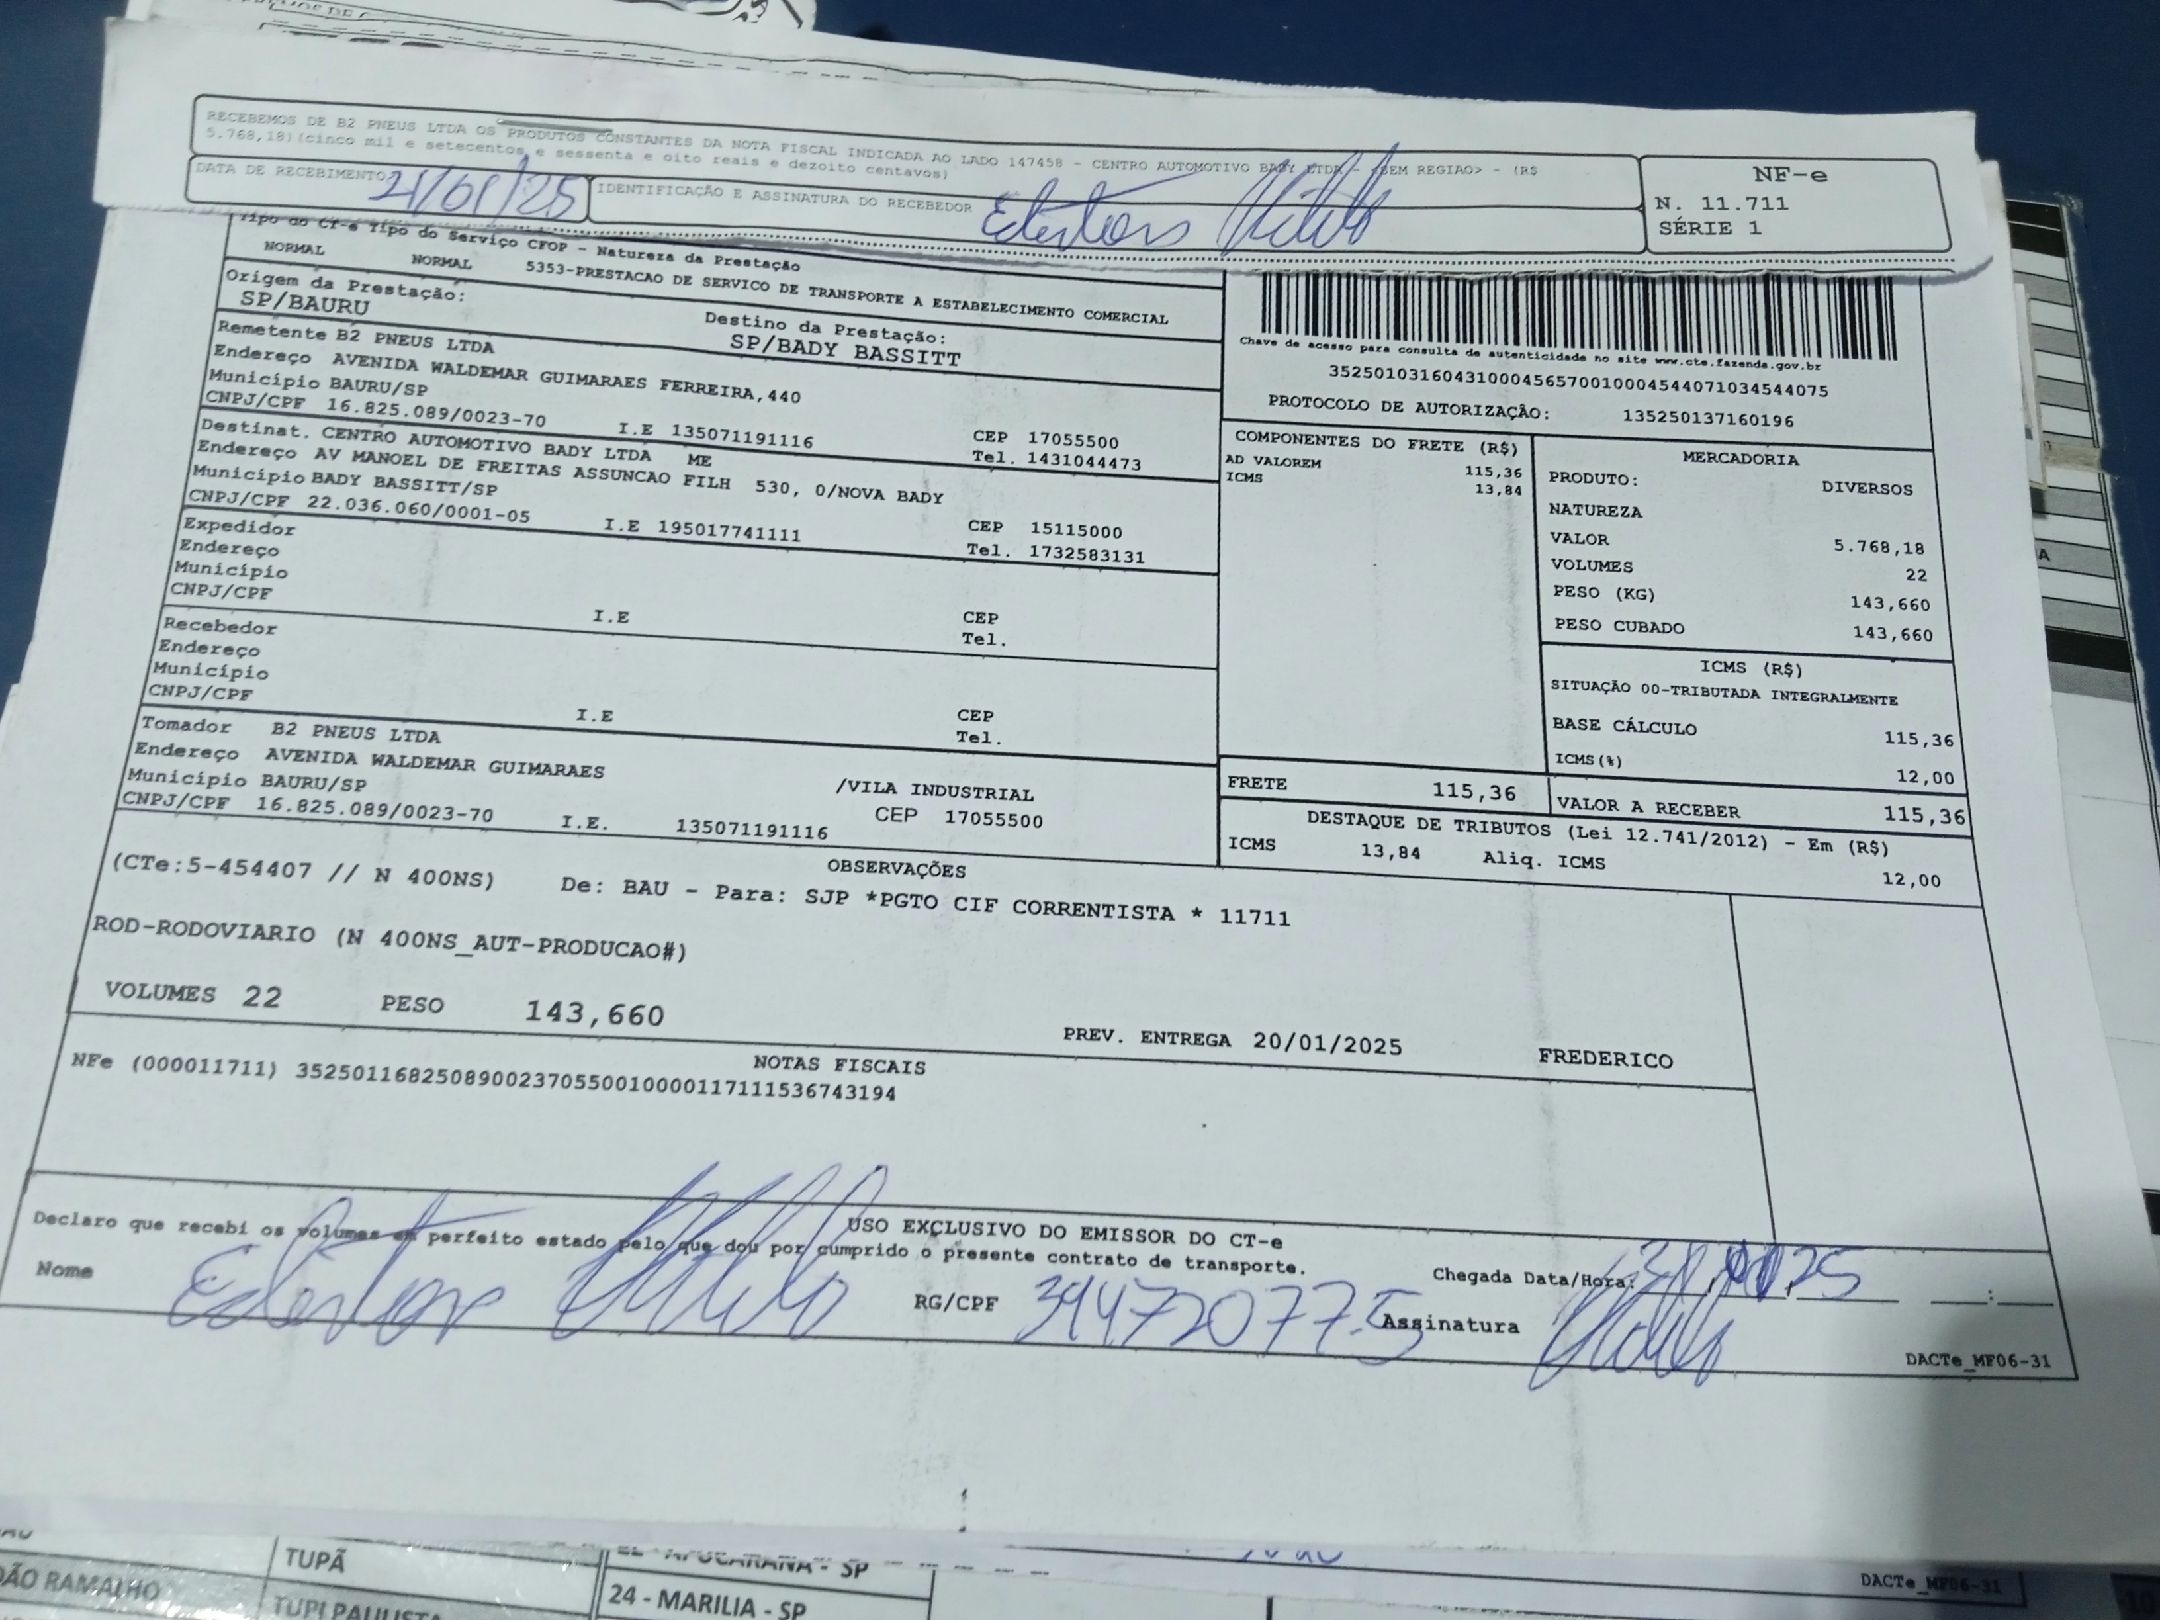 RECEBEMOS DE B2 PNEUS LTDA OS PRODUTOS CONSTANTES DA NOTA FISCAL INDICADA AO LADO 147458 - CENTRO AUTOMOTIVO BADY LTDA - <SEM REGIAO> - (R$
5.768,18)(cinco mil e setecentos e sessenta e oito reais e dezoito centavos)
DATA DE RECEBIMENTO 21/01/25
IDENTIFICAÇÃO E ASSINATURA DO RECEBEDOR
NF-e
N. 11.711
SÉRIE 1
Tipo do CT-e Tipo do Serviço CFOP - Natureza da Prestação
NORMAL NORMAL 5353-PRESTACAO DE SERVICO DE TRANSPORTE A ESTABELECIMENTO COMERCIAL
Origem da Prestação: Destino da Prestação:
SP/BAURU SP/BADY BASSITT
Remetente B2 PNEUS LTDA
Endereço AVENIDA WALDEMAR GUIMARAES FERREIRA,440
Município BAURU/SP CEP 17055500
CNPJ/CPF 16.825.089/0023-70 I.E 135071191116 Tel. 1431044473
Destinat. CENTRO AUTOMOTIVO BADY LTDA ME
Endereço AV MANOEL DE FREITAS ASSUNCAO FILH 530, 0/NOVA BADY
Município BADY BASSITT/SP CEP 15115000
CNPJ/CPF 22.036.060/0001-05 I.E 195017741111 Tel. 1732583131
Expedidor
Endereço
Município CEP
CNPJ/CPF I.E Tel.
Recebedor
Endereço
Município CEP
CNPJ/CPF I.E Tel.
Tomador B2 PNEUS LTDA
Endereço AVENIDA WALDEMAR GUIMARAES /VILA INDUSTRIAL
Município BAURU/SP CEP 17055500
CNPJ/CPF 16.825.089/0023-70 I.E. 135071191116
Chave de acesso para consulta de autenticidade no site www.cte.fazenda.gov.br
35250103160431000456570010004544071034544075
PROTOCOLO DE AUTORIZAÇÃO: 135250137160196
COMPONENTES DO FRETE (R$)
AD VALOREM 115,36
ICMS 13,84
MERCADORIA
PRODUTO: DIVERSOS
NATUREZA
VALOR 5.768,18
VOLUMES 22
PESO (KG) 143,660
PESO CUBADO 143,660
ICMS (R$)
SITUAÇÃO 00-TRIBUTADA INTEGRALMENTE
BASE CÁLCULO 115,36
ICMS(%) 12,00
FRETE 115,36 VALOR A RECEBER 115,36
DESTAQUE DE TRIBUTOS (Lei 12.741/2012) - Em (R$)
ICMS 13,84 Aliq. ICMS 12,00
OBSERVAÇÕES
(CTe:5-454407 // N 400NS) De: BAU - Para: SJP *PGTO CIF CORRENTISTA * 11711
ROD-RODOVIARIO (N 400NS_AUT-PRODUCAO#)
VOLUMES 22 PESO 143,660 PREV. ENTREGA 20/01/2025 FREDERICO
NOTAS FISCAIS
NFe (000011711) 35250116825089002370550010000117111536743194
USO EXCLUSIVO DO EMISSOR DO CT-e
Declaro que recebi os volumes em perfeito estado pelo que dou por cumprido o presente contrato de transporte.
Chegada Data/Hora: :
Nome RG/CPF 39472077-5 Assinatura
DACTe_MF06-31
DACTe_MF06-31
TUPÃ
ÃO RAMALHO
24 - MARILIA - SP